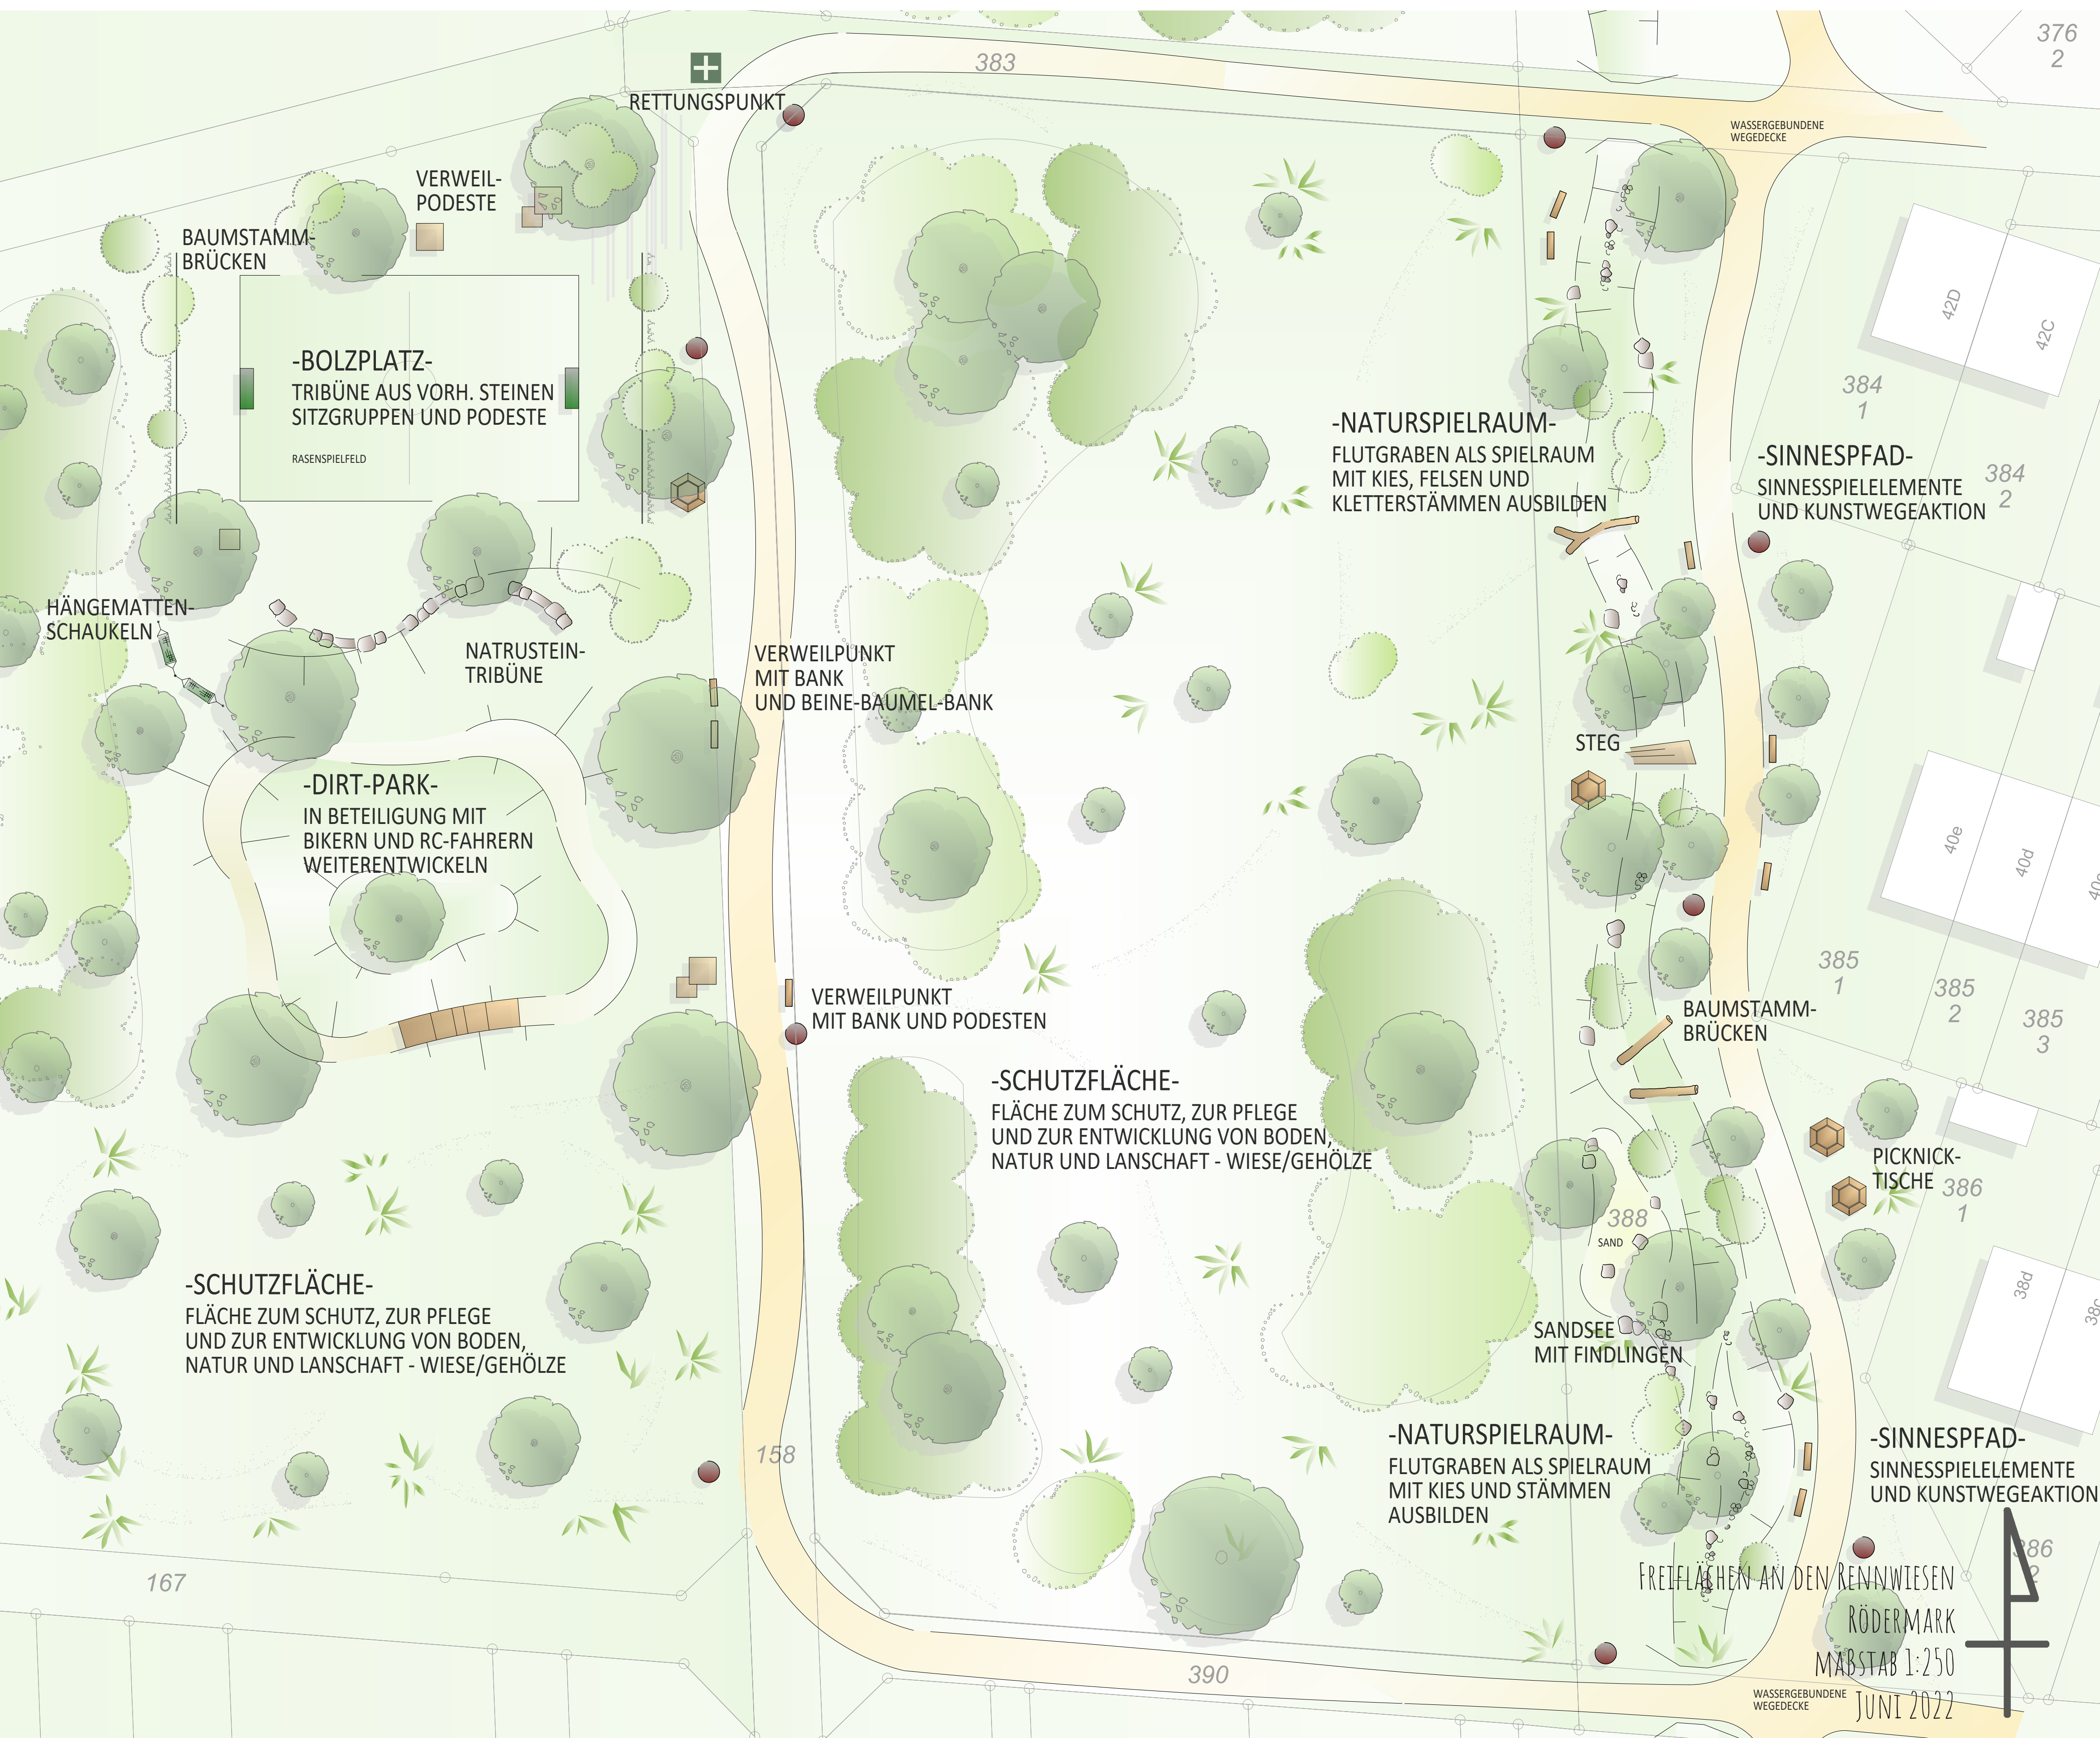 376
2
383
RETTUNGSPUNKT
WASSERGEBUNDENE
WEGEDECKE
VERWEIL-
PODESTE
BAUMSTAMM-
BRÜCKEN
42D
42C
-BOLZPLATZ-
TRIBÜNE AUS VORH. STEINEN
SITZGRUPPEN UND PODESTE
RASENSPIELFELD
384
1
-NATURSPIELRAUM-
FLUTGRABEN ALS SPIELRAUM
MIT KIES, FELSEN UND
KLETTERSTÄMMEN AUSBILDEN
-SINNESPFAD-
SINNESSPIELELEMENTE
UND KUNSTWEGEAKTION
384
2
HÄNGEMATTEN-
SCHAUKELN
NATRUSTEIN-
TRIBÜNE
VERWEILPUNKT
MIT BANK
UND BEINE-BAUMEL-BANK
STEG
-DIRT-PARK-
IN BETEILIGUNG MIT
BIKERN UND RC-FAHRERN
WEITERENTWICKELN
40e
40d
385
1
385
2
385
3
VERWEILPUNKT
MIT BANK UND PODESTEN
BAUMSTAMM-
BRÜCKEN
-SCHUTZFLÄCHE-
FLÄCHE ZUM SCHUTZ, ZUR PFLEGE
UND ZUR ENTWICKLUNG VON BODEN,
NATUR UND LANSCHAFT - WIESE/GEHÖLZE
PICKNICK-
TISCHE
386
1
388
SAND
38d
-SCHUTZFLÄCHE-
FLÄCHE ZUM SCHUTZ, ZUR PFLEGE
UND ZUR ENTWICKLUNG VON BODEN,
NATUR UND LANSCHAFT - WIESE/GEHÖLZE
SANDSEE
MIT FINDLINGEN
-NATURSPIELRAUM-
FLUTGRABEN ALS SPIELRAUM
MIT KIES UND STÄMMEN
AUSBILDEN
-SINNESPFAD-
SINNESSPIELELEMENTE
UND KUNSTWEGEAKTION
158
167
386
2
FREIFLÄCHEN AN DEN RENNWIESEN
RÖDERMARK
MAßSTAB 1:250
JUNI 2022
390
WASSERGEBUNDENE
WEGEDECKE